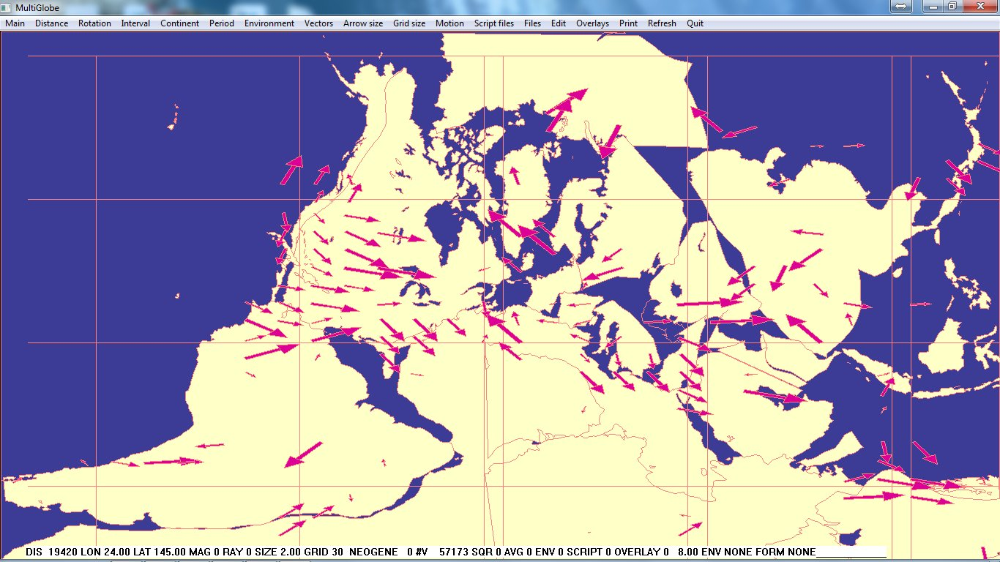 MultiGlobe
Main Distance Rotation Interval Continent Period Environment Vectors Arrow size Grid size Motion Script files Files Edit Overlays Print Refresh Quit
DIS 19420 LON 24.00 LAT 145.00 MAG 0 RAY 0 SIZE 2.00 GRID 30 NEOGENE 0 #V 57173 SQR 0 AVG 0 ENV 0 SCRIPT 0 OVERLAY 0 8.00 ENV NONE FORM NONE____________